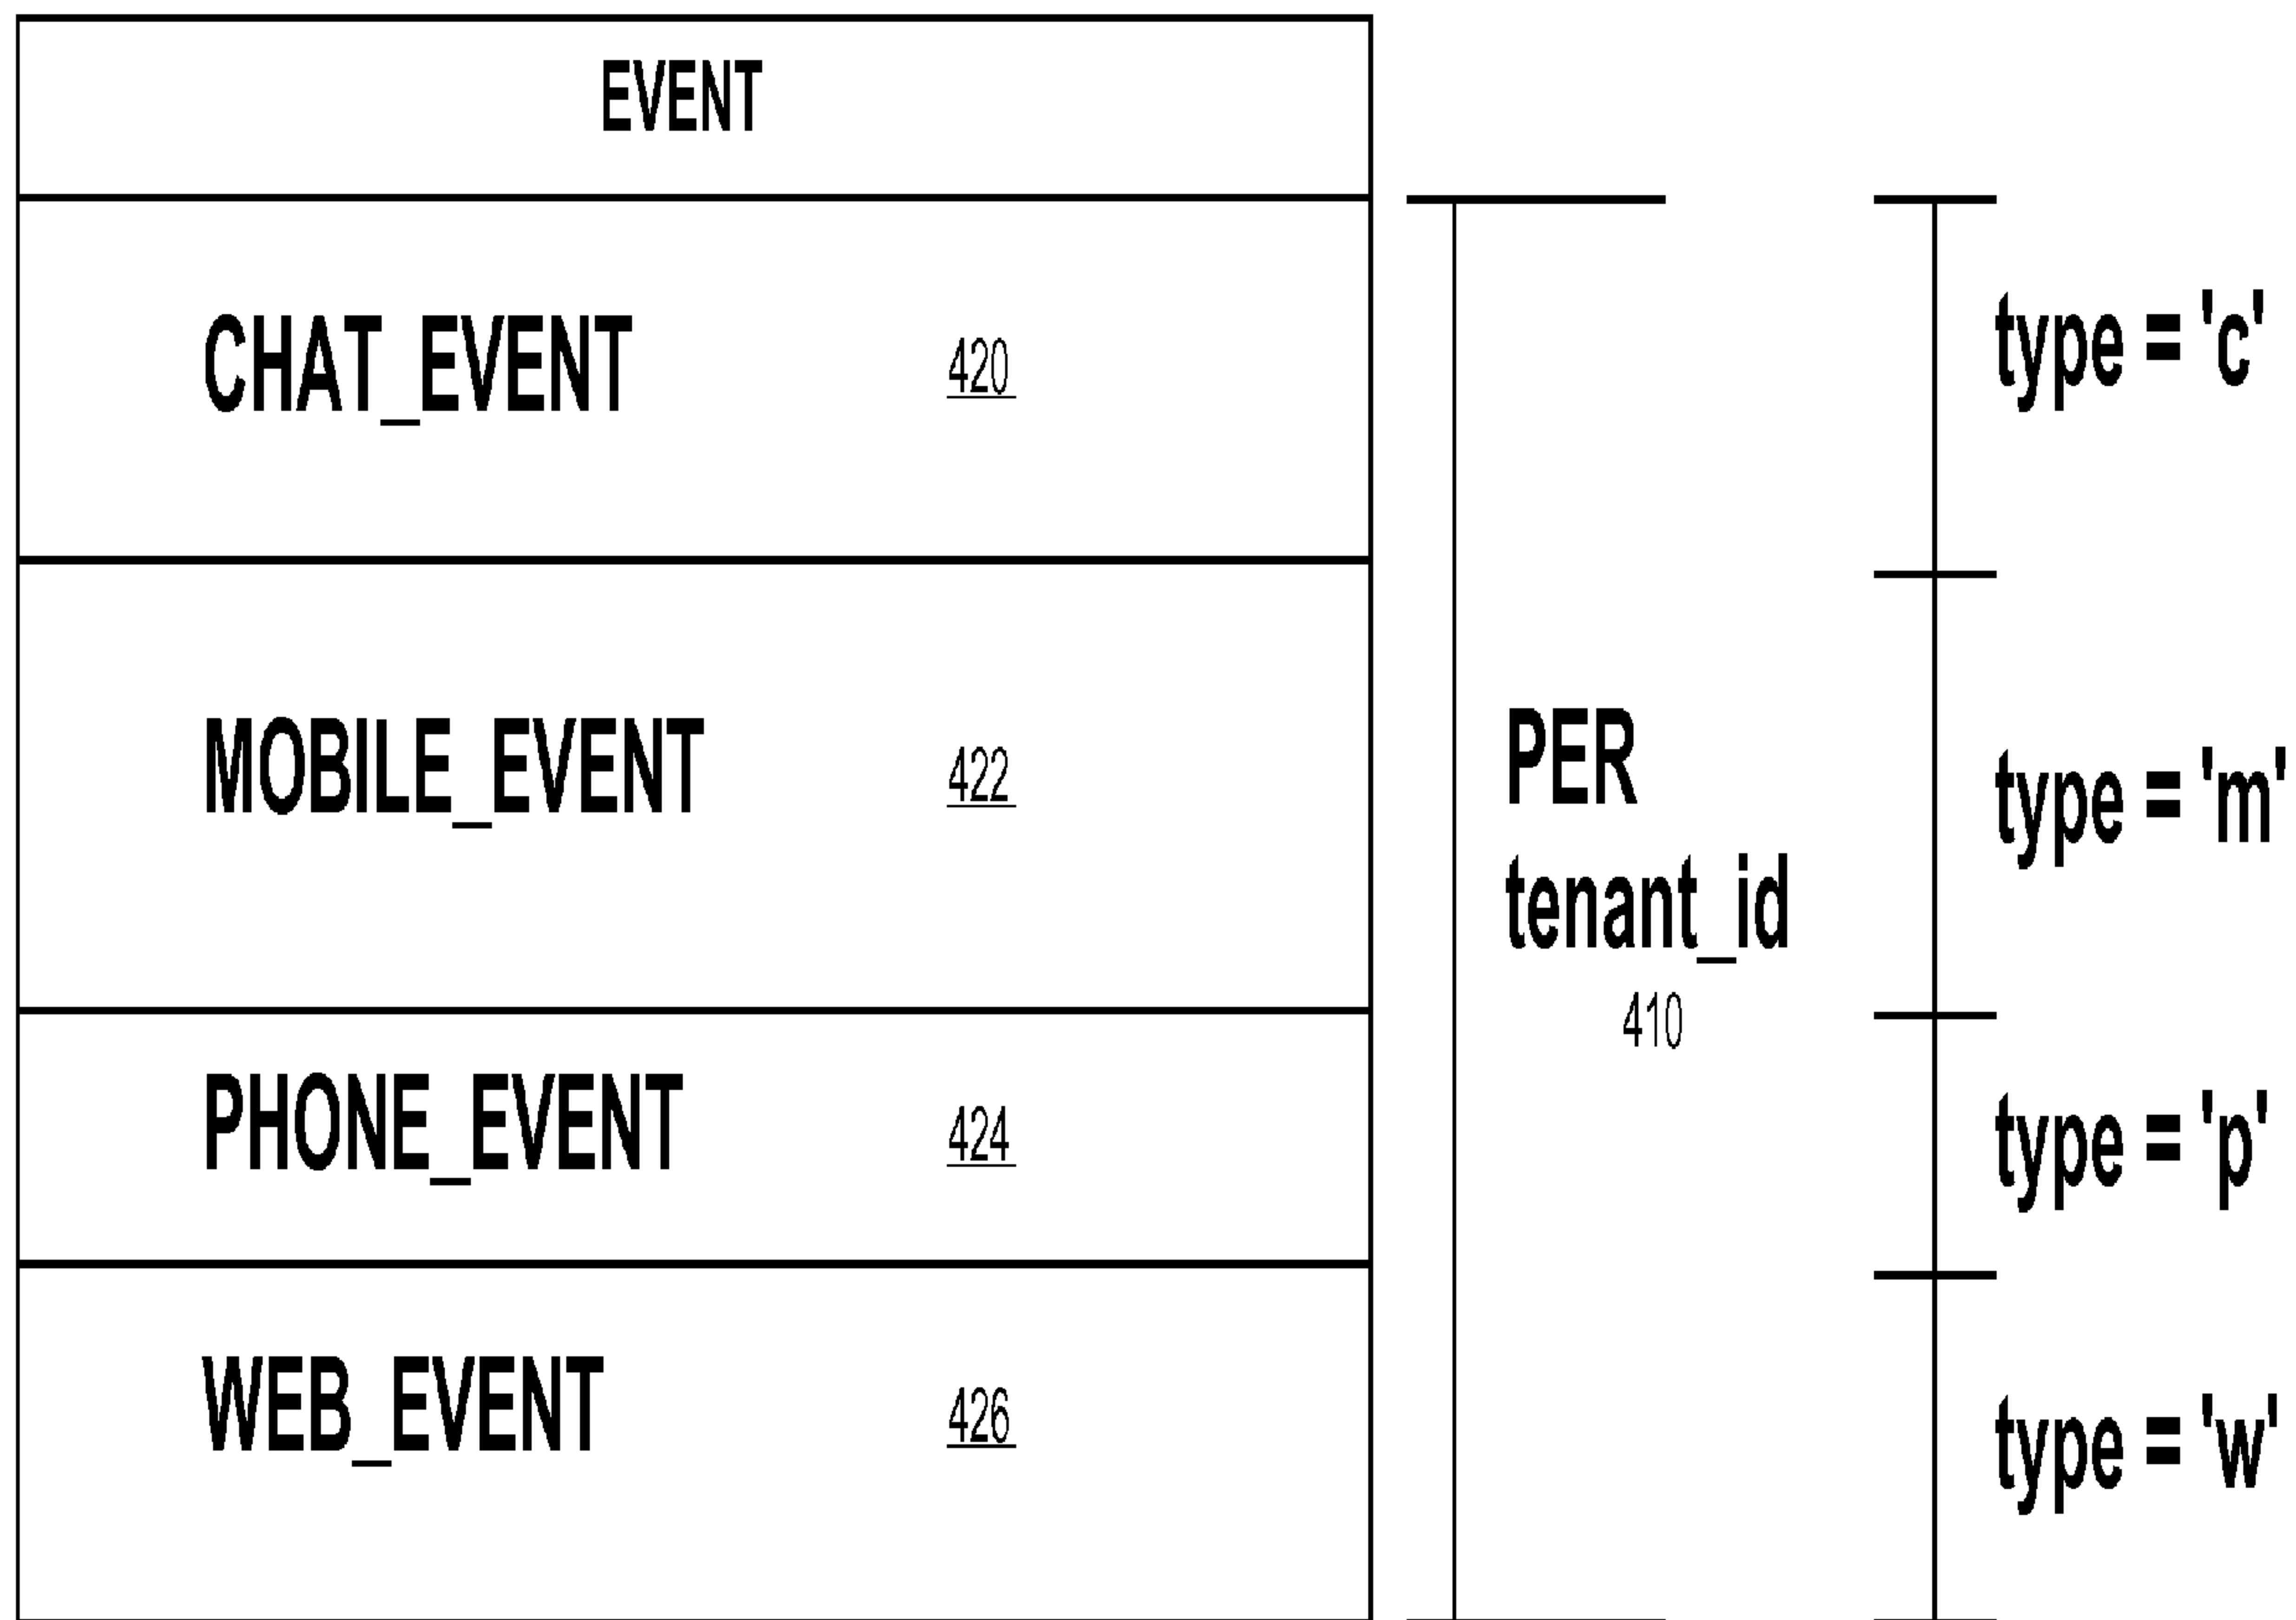 EVENT
CHAT_EVENT 420
type = 'c'
MOBILE_EVENT 422
PER
tenant_id
410
type = 'm'
PHONE_EVENT 424
type = 'p'
WEB_EVENT 426
type = 'w'